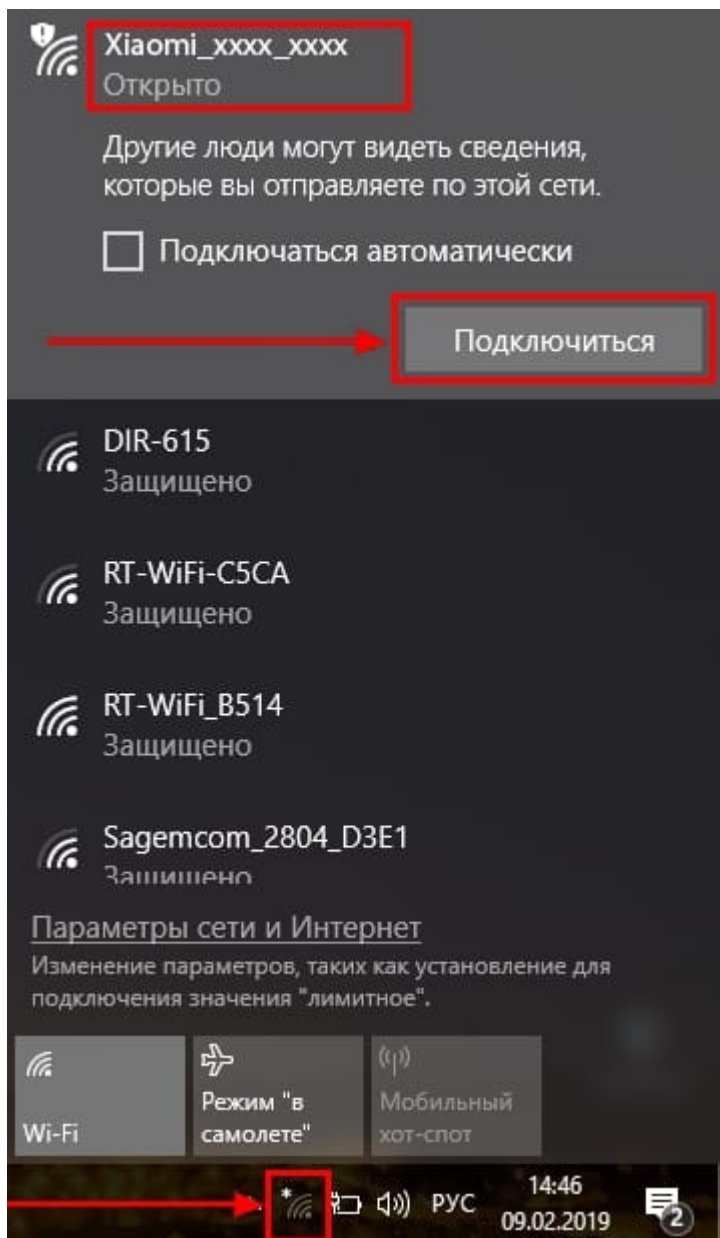 Xiaomi_xxxx_xxxx
Открыто
Другие люди могут видеть сведения,
которые вы отправляете по этой сети.
Подключаться автоматически
Подключиться
DIR-615
Защищено
RT-WiFi-C5CA
Защищено
RT-WiFi_B514
Защищено
Sagemcom_2804_D3E1
Защищено
Параметры сети и Интернет
Изменение параметров, таких как установление для
подключения значения "лимитное".
Wi-Fi
Режим "в
самолете"
Мобильный
хот-спот
РУС
14:46
09.02.2019
2